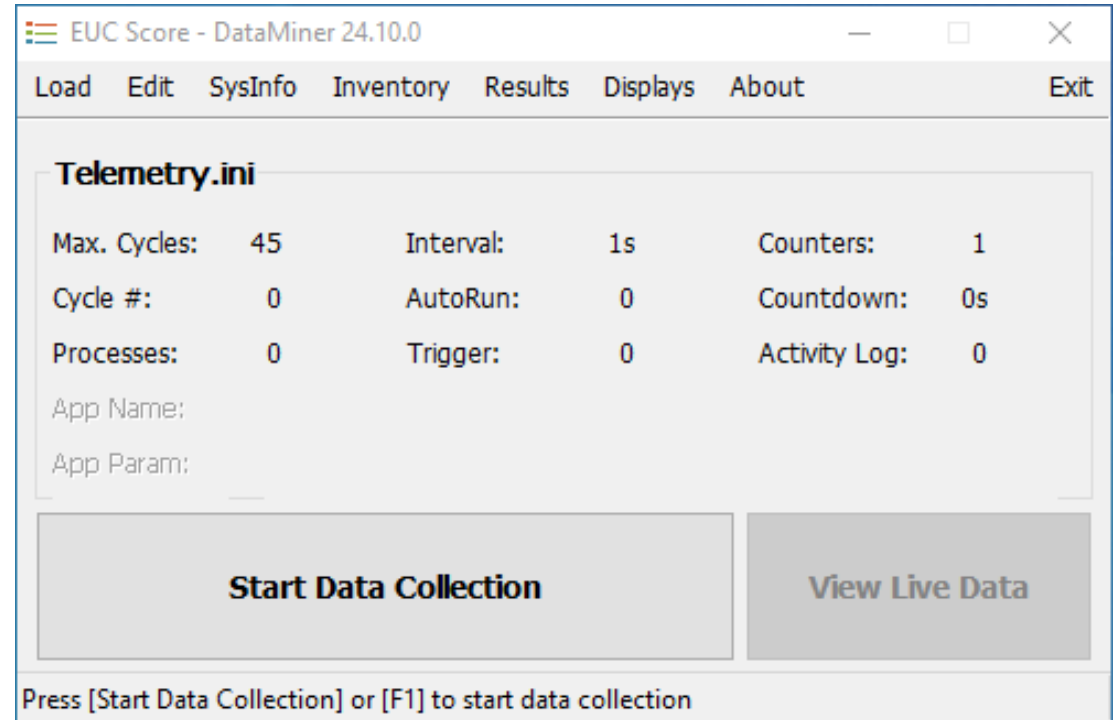 EUC Score - DataMiner 24.10.0
Load Edit SysInfo Inventory Results Displays About Exit
Telemetry.ini
Max. Cycles: 45 Interval: 1s Counters: 1
Cycle #: 0 AutoRun: 0 Countdown: 0s
Processes: 0 Trigger: 0 Activity Log: 0
App Name:
App Param:
Start Data Collection View Live Data
Press [Start Data Collection] or [F1] to start data collection